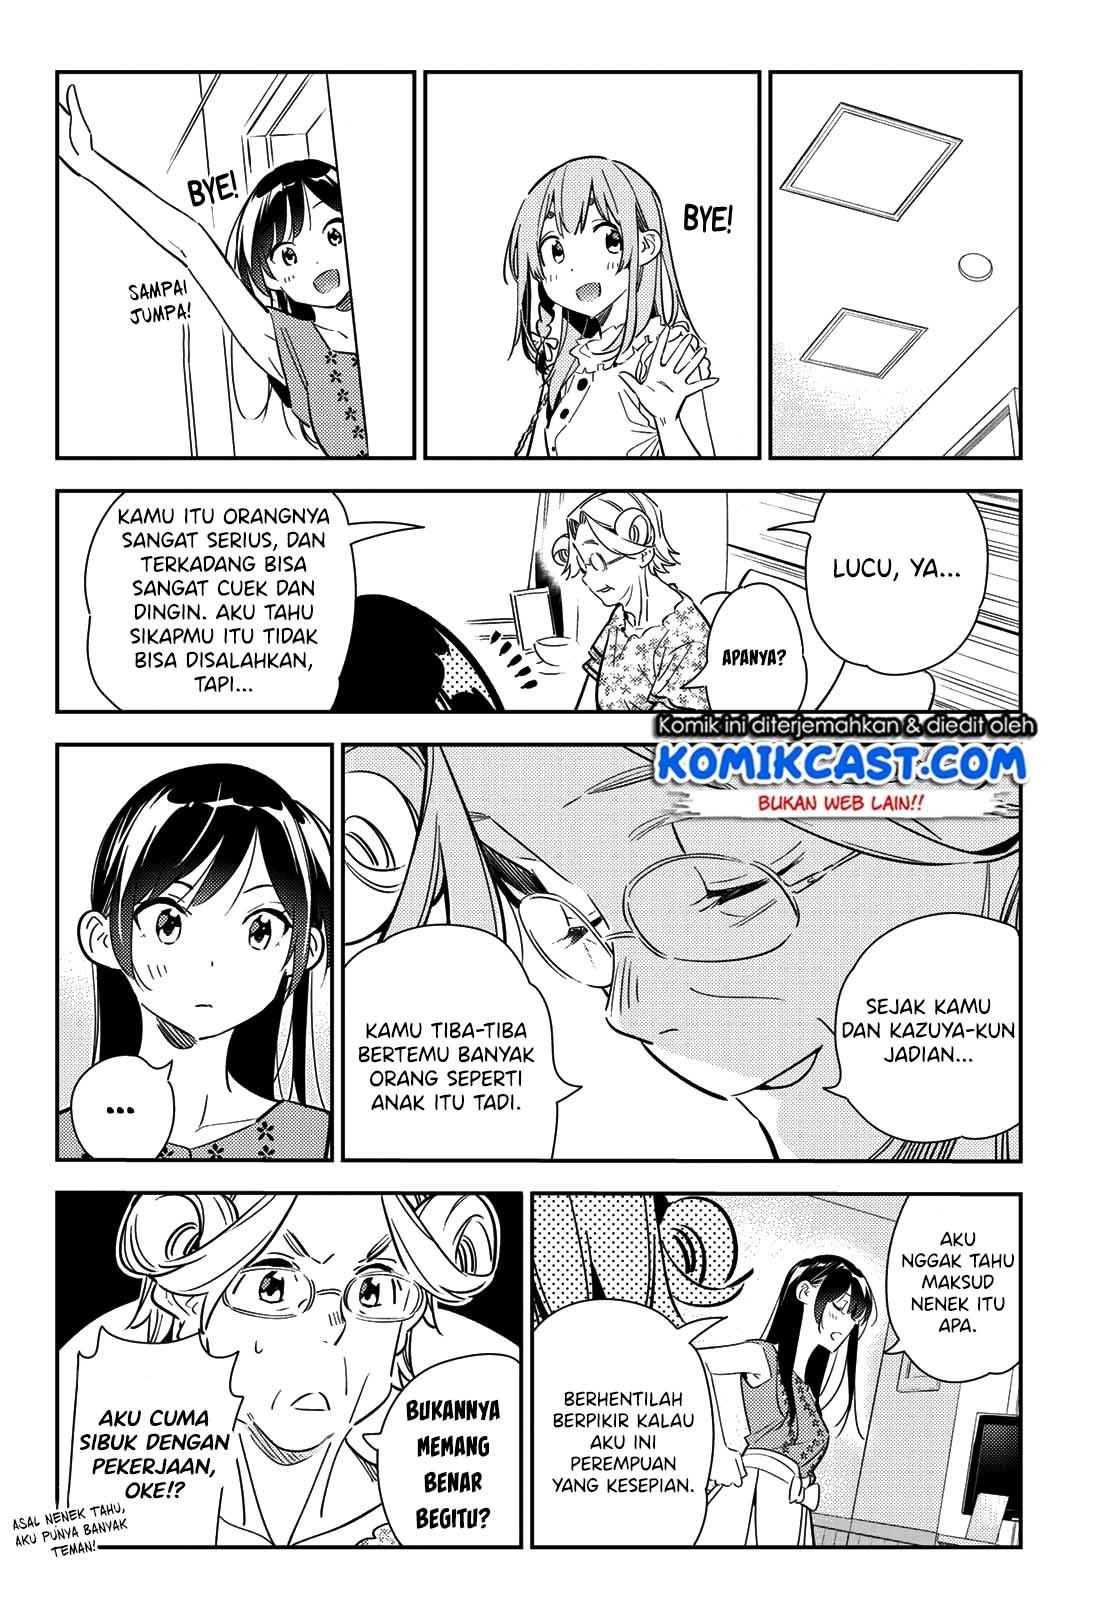 BYE!
BYE!
SAMPAI
JUMPA!
LUCU, YA...
APANYA?
KAMU ITU ORANGNYA
SANGAT SERIUS, DAN
TERKADANG BISA
SANGAT CUEK DAN
DINGIN. AKU TAHU
SIKAPMU ITU TIDAK
BISA DISALAHKAN,
TAPI...
Komik ini diterjemahkan & diedit oleh
KOMIKCAST.COM
BUKAN WEB LAIN!!
SEJAK KAMU
DAN KAZUYA-KUN
JADIAN...
KAMU TIBA-TIBA
BERTEMU BANYAK
ORANG SEPERTI
ANAK ITU TADI.
...
AKU
NGGAK TAHU
MAKSUD
NENEK ITU
APA.
BERHENTILAH
BERPIKIR KALAU
AKU INI
PEREMPUAN
YANG KESEPIAN.
BUKANNYA
MEMANG
BENAR
BEGITU?
AKU CUMA
SIBUK DENGAN
PEKERJAAN,
OKE!?
ASAL NENEK TAHU,
AKU PUNYA BANYAK
TEMAN!